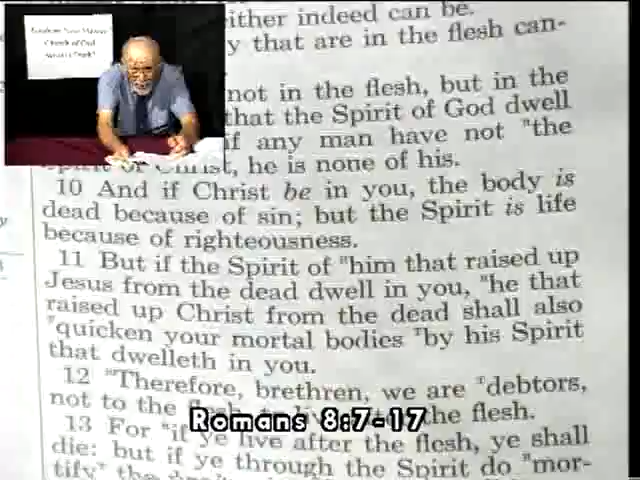 Church of God
either indeed can be.
y that are in the flesh can-
not in the flesh, but in the
that the Spirit of God dwell
if any man have not "the
Spirit of Christ, he is none of his.
10 And if Christ be in you, the body is
dead because of sin; but the Spirit is life
because of righteousness.
11 But if the Spirit of "him that raised up
Jesus from the dead dwell in you, "he that
raised up Christ from the dead shall also
"quicken your mortal bodies "by his Spirit
that dwelleth in you.
12 "Therefore, brethren, we are "debtors,
not to the flesh, to live after the flesh.
Romans 8:7-17
13 For "if ye live after the flesh, ye shall
die: but if ye through the Spirit do "mor-
tify" the